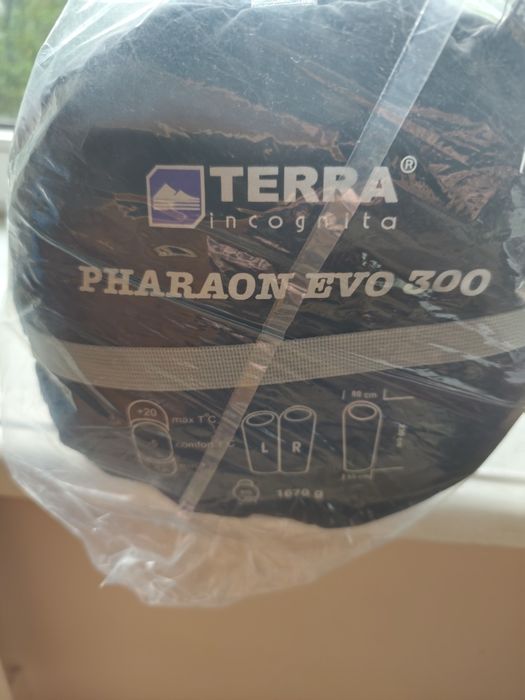 TERRA®
incognita
PHARAON EVO 300
+20 max T°C
comfort T°C
L R
80 cm
1670 g